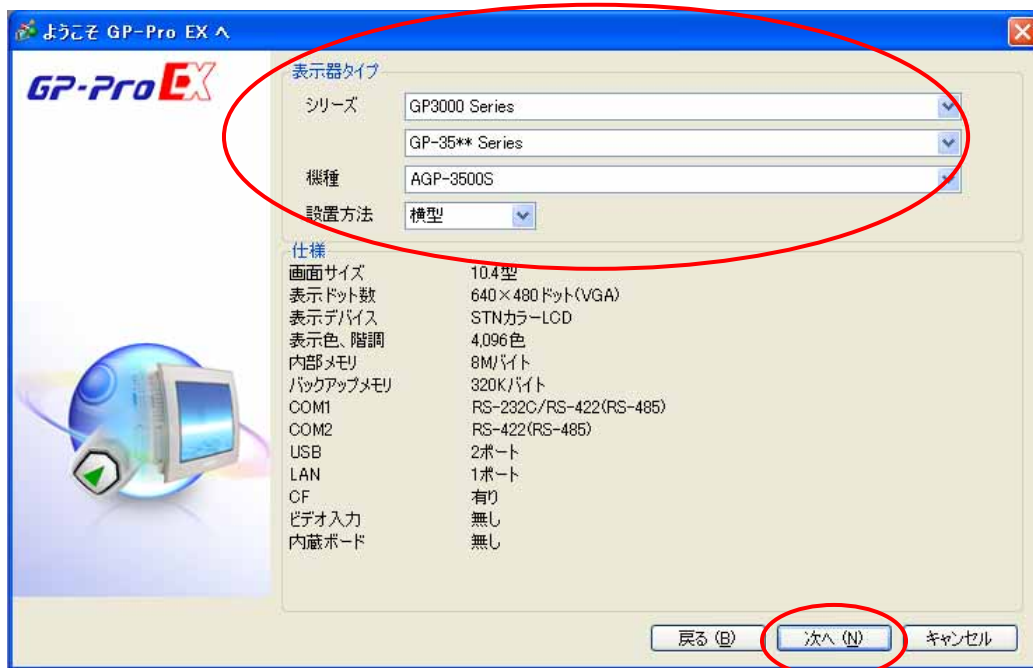 ようこそ GP-Pro EX へ
GP-Pro EX
表示器タイプ
シリーズ GP3000 Series
GP-35** Series
機種 AGP-3500S
設置方法 横型
仕様
画面サイズ 10.4型
表示ドット数 640×480ドット(VGA)
表示デバイス STNカラーLCD
表示色、階調 4,096色
内部メモリ 8Mバイト
バックアップメモリ 320Kバイト
COM1 RS-232C/RS-422(RS-485)
COM2 RS-422(RS-485)
USB 2ポート
LAN 1ポート
CF 有り
ビデオ入力 無し
内蔵ボード 無し
戻る (B) 次へ (N) キャンセル